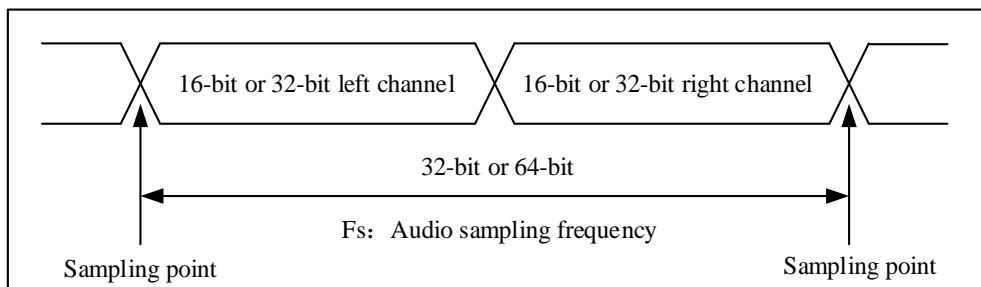 16-bit or 32-bit left channel 16-bit or 32-bit right channel
32-bit or 64-bit
Fs：Audio sampling frequency
Sampling point Sampling point